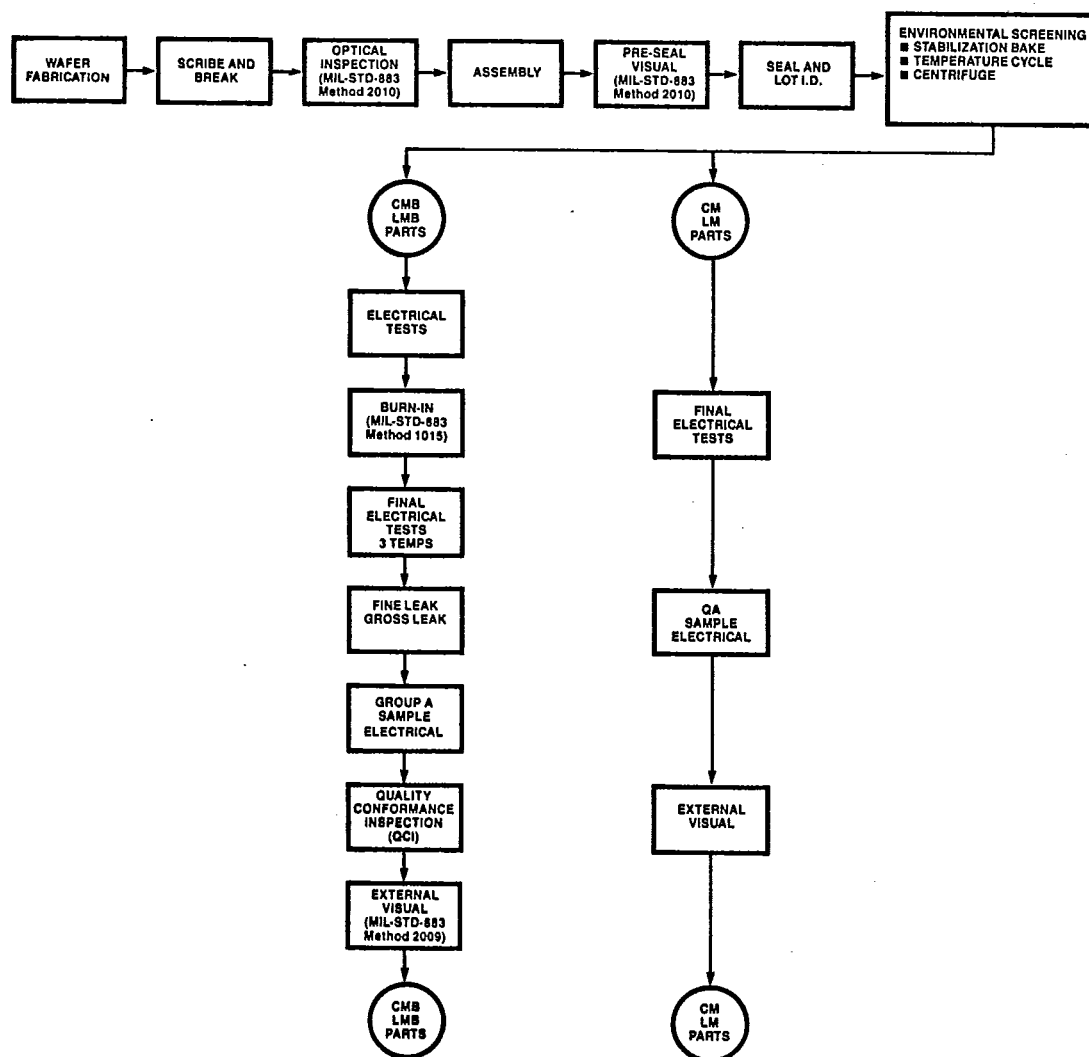 WAFER
FABRICATION
SCRIBE AND
BREAK
OPTICAL
INSPECTION
(MIL-STD-883
Method 2010)
ASSEMBLY
PRE-SEAL
VISUAL
(MIL-STD-883
Method 2010)
SEAL AND
LOT I.D.
ENVIRONMENTAL SCREENING
■ STABILIZATION BAKE
■ TEMPERATURE CYCLE
■ CENTRIFUGE
CMB
LMB
PARTS
ELECTRICAL
TESTS
BURN-IN
(MIL-STD-883
Method 1015)
FINAL
ELECTRICAL
TESTS
3 TEMPS
FINE LEAK
GROSS LEAK
GROUP A
SAMPLE
ELECTRICAL
QUALITY
CONFORMANCE
INSPECTION
(QCI)
EXTERNAL
VISUAL
(MIL-STD-883
Method 2009)
CMB
LMB
PARTS
CM
LM
PARTS
FINAL
ELECTRICAL
TESTS
QA
SAMPLE
ELECTRICAL
EXTERNAL
VISUAL
CM
LM
PARTS